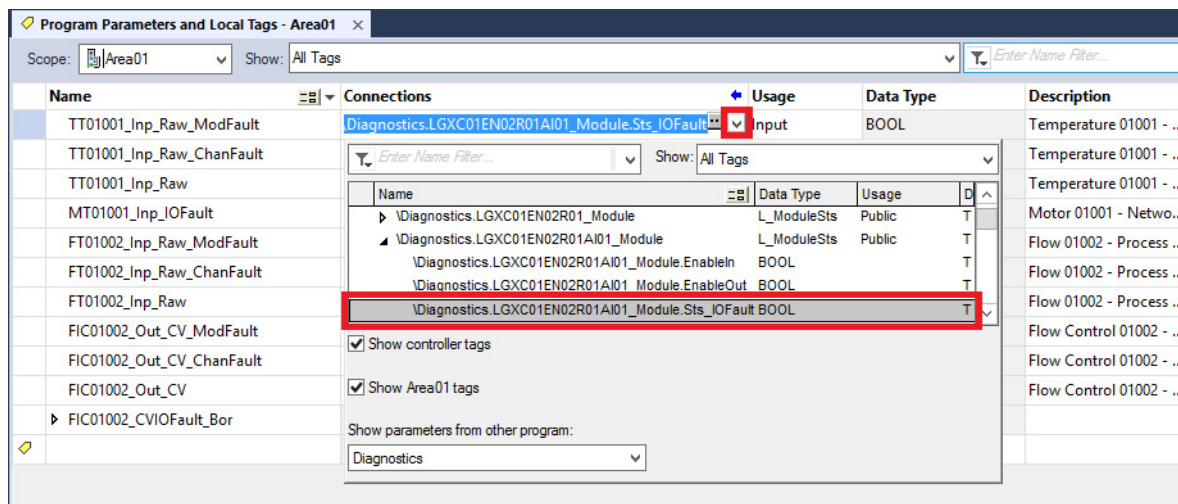 Program Parameters and Local Tags - Area01
Scope: Area01 Show: All Tags Enter Name Filter...
Name Connections Usage Data Type Description
TT01001_Inp_Raw_ModFault \Diagnostics.LGXC01EN02R01AI01_Module.Sts_IOFault Input BOOL Temperature 01001 - ..
TT01001_Inp_Raw_ChanFault Temperature 01001 - ..
Enter Name Filter... Show: All Tags
TT01001_Inp_Raw Temperature 01001 - ..
Name Data Type Usage D
MT01001_Inp_IOFault Motor 01001 - Netwo..
\Diagnostics.LGXC01EN02R01_Module L_ModuleSts Public T
FT01002_Inp_Raw_ModFault Flow 01002 - Process ..
\Diagnostics.LGXC01EN02R01AI01_Module L_ModuleSts Public T
\Diagnostics.LGXC01EN02R01AI01_Module.EnableIn BOOL T
FT01002_Inp_Raw_ChanFault Flow 01002 - Process ..
\Diagnostics.LGXC01EN02R01AI01_Module.EnableOut BOOL T
FT01002_Inp_Raw Flow 01002 - Process ..
\Diagnostics.LGXC01EN02R01AI01_Module.Sts_IOFault BOOL T
FIC01002_Out_CV_ModFault Flow Control 01002 - ..
Show controller tags
FIC01002_Out_CV_ChanFault Flow Control 01002 - ..
FIC01002_Out_CV Flow Control 01002 - ..
Show Area01 tags
FIC01002_CVIOFault_Bor
Show parameters from other program:
Diagnostics